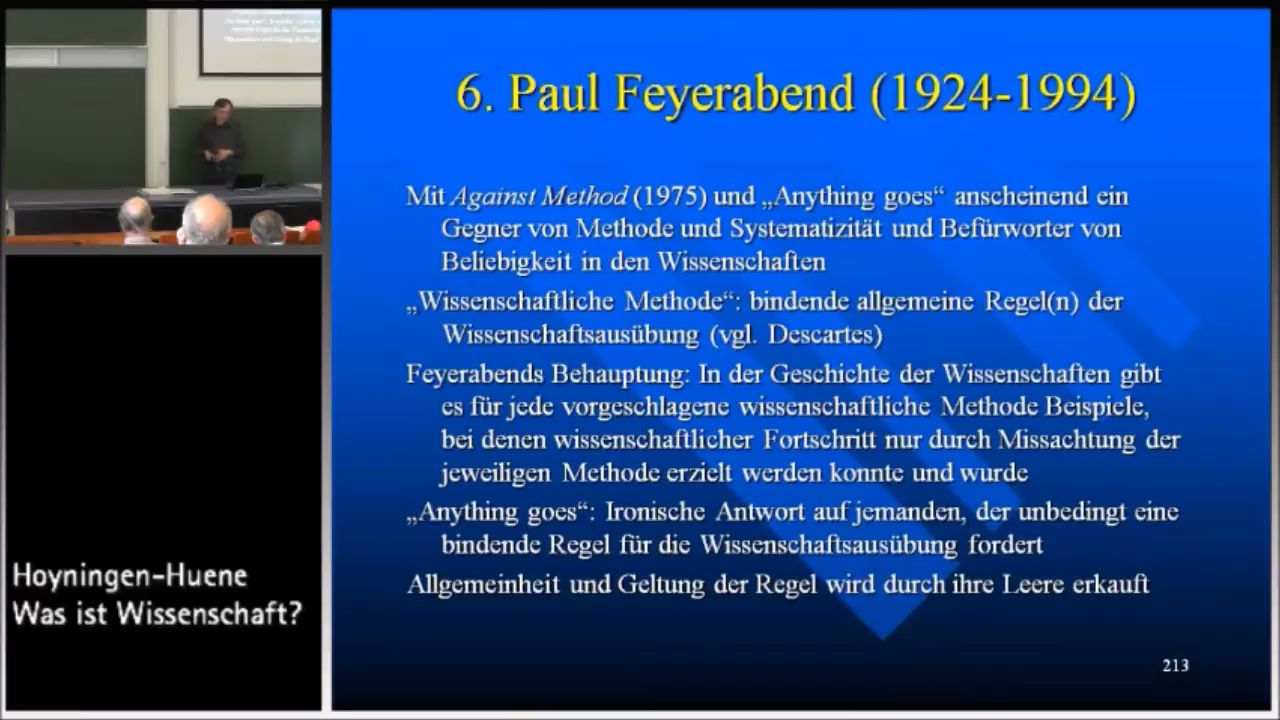 6. Paul Feyerabend (1924-1994)
Mit Against Method (1975) und „Anything goes“ anscheinend ein
Gegner von Methode und Systematizität und Befürworter von
Beliebigkeit in den Wissenschaften
„Wissenschaftliche Methode“: bindende allgemeine Regel(n) der
Wissenschaftsausübung (vgl. Descartes)
Feyerabends Behauptung: In der Geschichte der Wissenschaften gibt
es für jede vorgeschlagene wissenschaftliche Methode Beispiele,
bei denen wissenschaftlicher Fortschritt nur durch Missachtung der
jeweiligen Methode erzielt werden konnte und wurde
„Anything goes“: Ironische Antwort auf jemanden, der unbedingt eine
bindende Regel für die Wissenschaftsausübung fordert
Allgemeinheit und Geltung der Regel wird durch ihre Leere erkauft
213
Hoyningen-Huene
Was ist Wissenschaft?